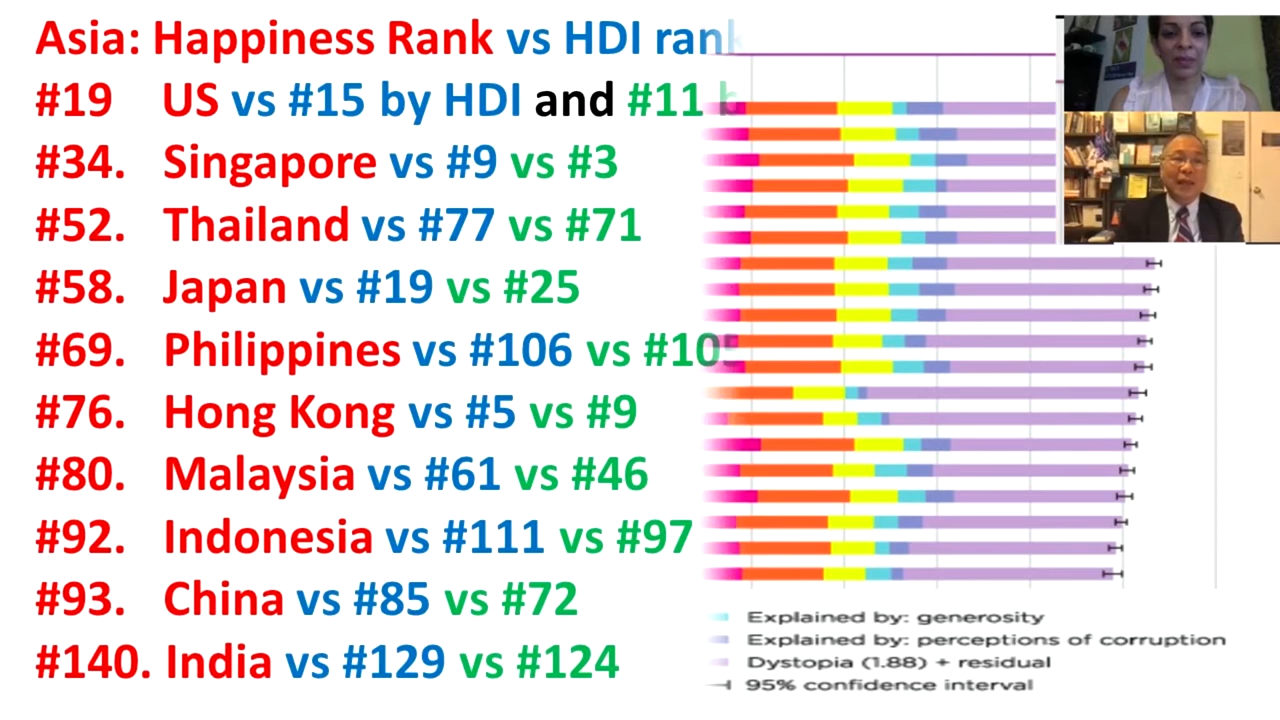 Asia: Happiness Rank vs HDI rank
#19 US vs #15 by HDI and #11
#34. Singapore vs #9 vs #3
#52. Thailand vs #77 vs #71
#58. Japan vs #19 vs #25
#69. Philippines vs #106 vs #105
#76. Hong Kong vs #5 vs #9
#80. Malaysia vs #61 vs #46
#92. Indonesia vs #111 vs #97
#93. China vs #85 vs #72
#140. India vs #129 vs #124
Explained by: generosity
Explained by: perceptions of corruption
Dystopia (1.88) + residual
95% confidence interval